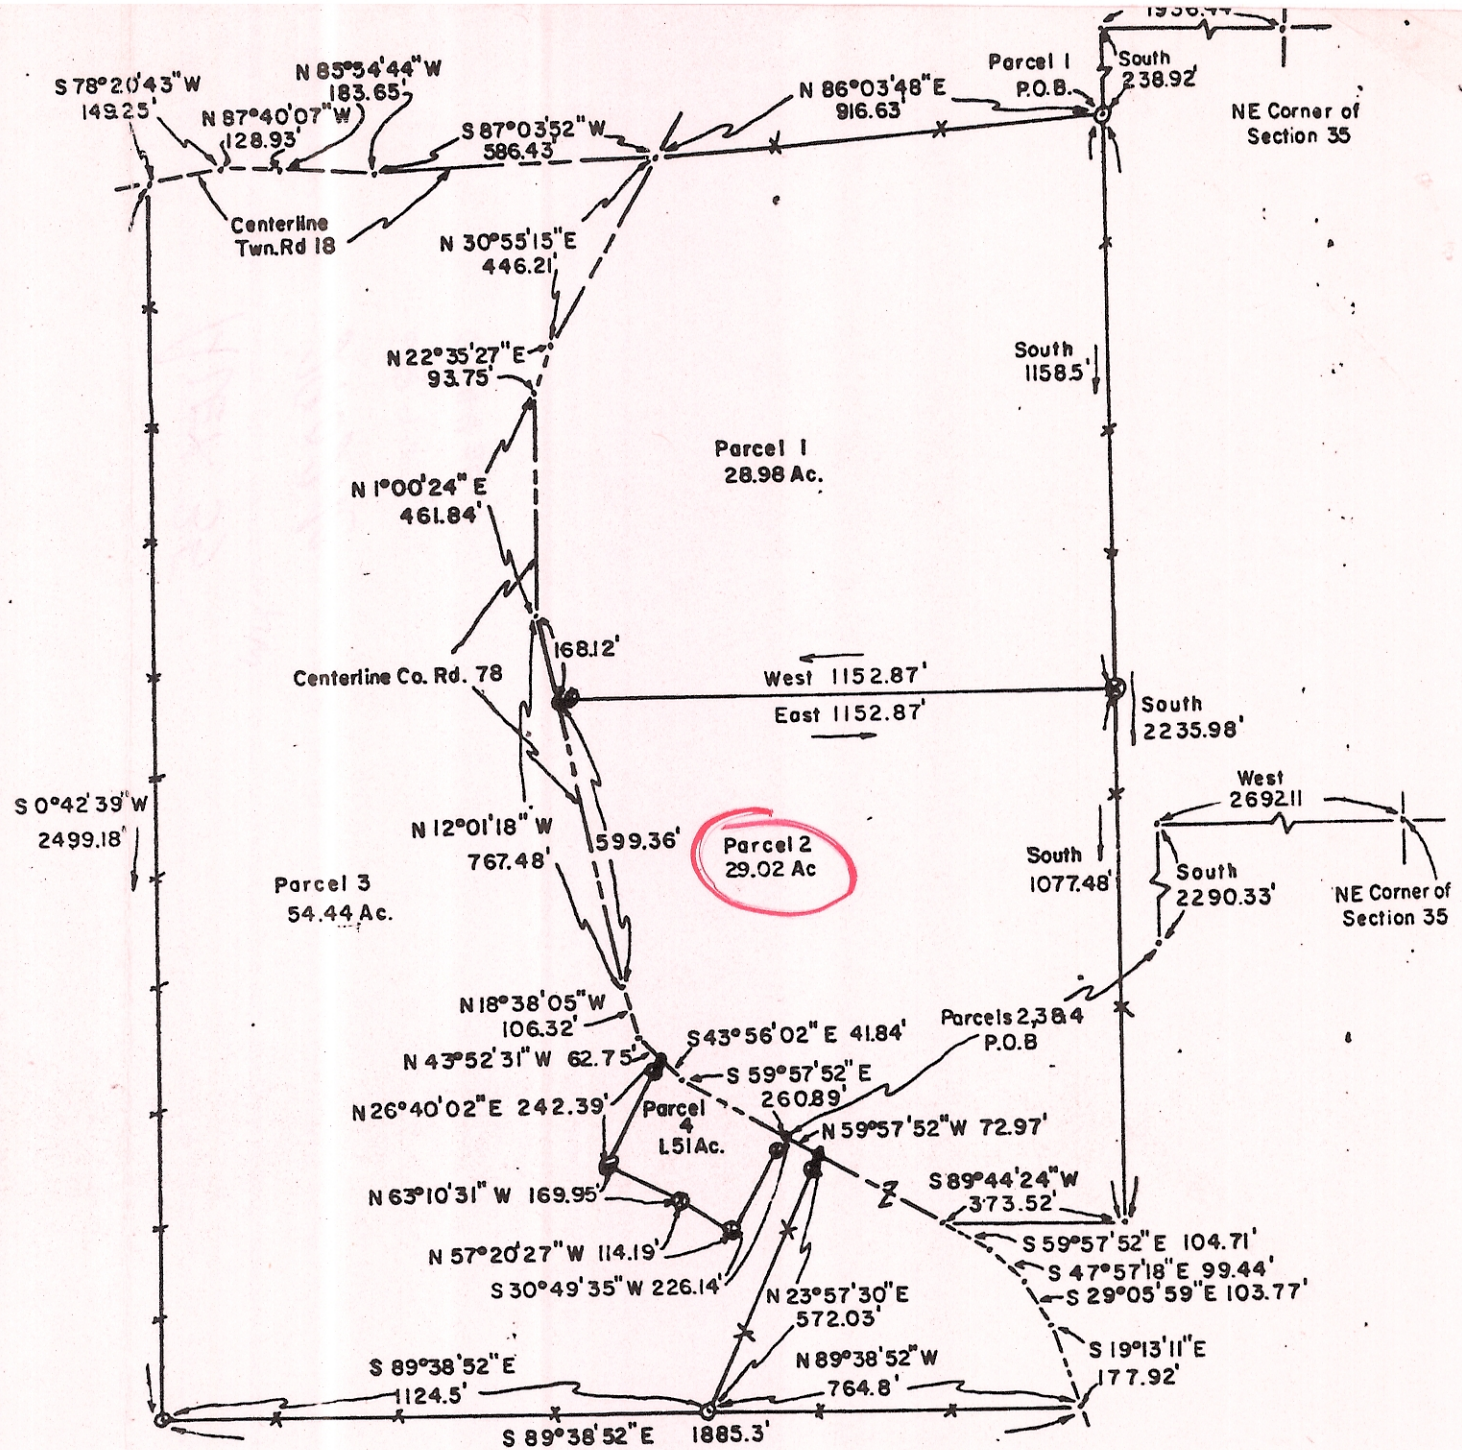 1936.44'
S 78°20'43" W
149.25'
N 87°40'07" W
128.93'
N 85°54'44" W
183.65'
S 87°03'52" W
586.43'
N 86°03'48" E
916.63'
Parcel 1
P.O.B.
South
238.92'
NE Corner of
Section 35
Centerline
Twn. Rd 18
N 30°55'15" E
446.21'
N 22°35'27" E
93.75'
South
1158.5'
Parcel 1
28.98 Ac.
N 1°00'24" E
461.84'
168.12'
Centerline Co. Rd. 78
West 1152.87'
East 1152.87'
South
2235.98'
S 0°42'39" W
2499.18'
West
2692.11
N 12°01'18" W
767.48'
599.36'
Parcel 2
29.02 Ac
South
1077.48'
South
2290.33'
NE Corner of
Section 35
Parcel 3
54.44 Ac.
N 18°38'05" W
106.32'
Parcels 2,3&4
P.O.B
S 43°56'02" E 41.84'
N 43°52'31" W 62.75'
S 59°57'52" E
260.89'
N 26°40'02" E 242.39'
Parcel
4
1.51 Ac.
N 59°57'52" W 72.97'
N 63°10'31" W 169.95'
S 89°44'24" W
373.52'
Z
N 57°20'27" W 114.19'
S 30°49'35" W 226.14'
S 59°57'52" E 104.71'
S 47°57'18" E 99.44'
S 29°05'59" E 103.77'
N 23°57'30" E
572.03'
S 19°13'11" E
177.92'
S 89°38'52" E
1124.5'
N 89°38'52" W
764.8'
S 89°38'52" E 1885.3'